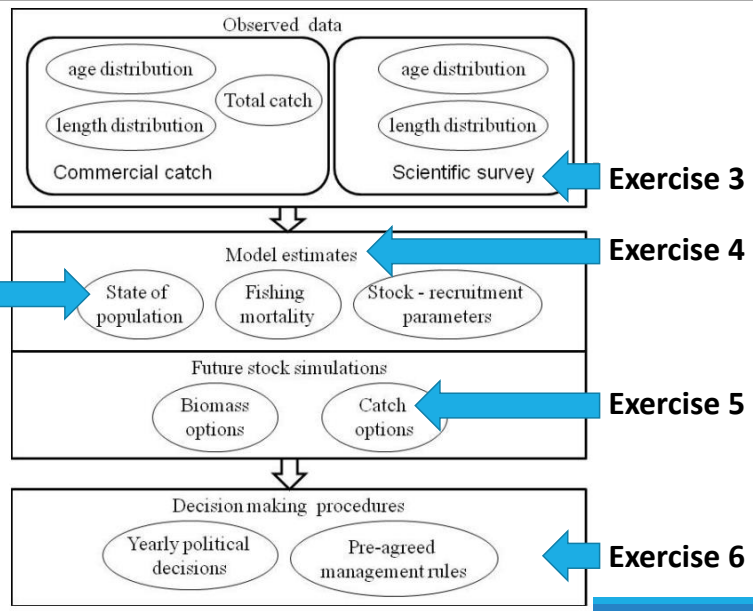 Observed data
age distribution
Total catch
length distribution
Commercial catch
age distribution
length distribution
Scientific survey
Exercise 3
Model estimates
Exercise 4
State of
population
Fishing
mortality
Stock - recruitment
parameters
Future stock simulations
Biomass
options
Catch
options
Exercise 5
Decision making procedures
Yearly political
decisions
Pre-agreed
management rules
Exercise 6